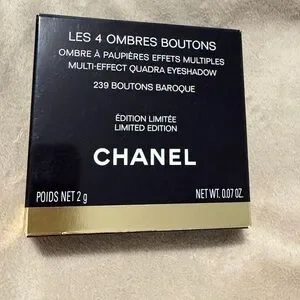 LES 4 OMBRES BOUTONS
OMBRE À PAUPIÈRES EFFETS MULTIPLES
MULTI-EFFECT QUADRA EYESHADOW
239 BOUTONS BAROQUE
ÉDITION LIMITÉE
LIMITED EDITION
CHANEL
POIDS NET 2 g NET WT. 0.07 OZ.